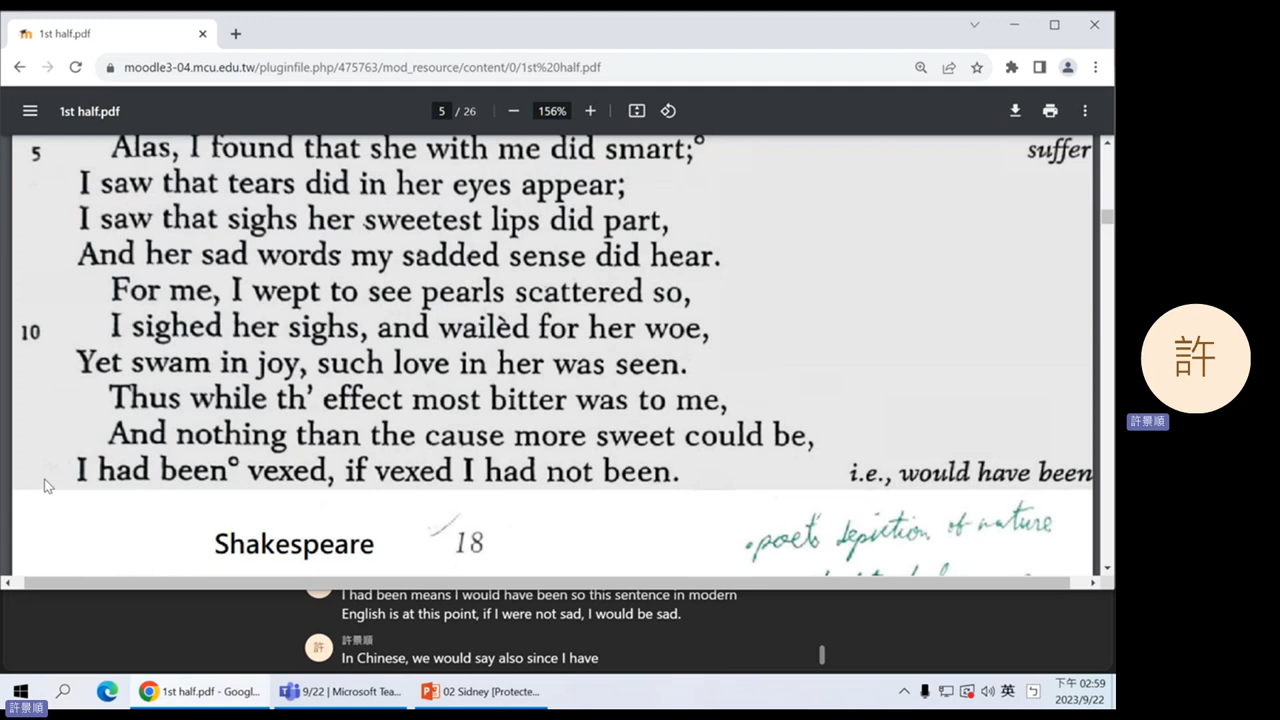 1st half.pdf
moodle3-04.mcu.edu.tw/pluginfile.php/475763/mod_resource/content/0/1st%20half.pdf
1st half.pdf
5 / 26
156%
5 Alas, I found that she with me did smart;° suffer
I saw that tears did in her eyes appear;
I saw that sighs her sweetest lips did part,
And her sad words my sadded sense did hear.
For me, I wept to see pearls scattered so,
10 I sighed her sighs, and wailèd for her woe,
Yet swam in joy, such love in her was seen.
Thus while th' effect most bitter was to me,
And nothing than the cause more sweet could be,
I had been° vexed, if vexed I had not been. i.e., would have been
Shakespeare 18
• poet's depiction of nature
I had been means I would have been so this sentence in modern
English is at this point, if I were not sad, I would be sad.
許 許景順
In Chinese, we would say also since I have
許
許景順
1st half.pdf - Googl...
9/22 | Microsoft Tea...
02 Sidney [Protecte...
英
下午 02:59
2023/9/22
許景順